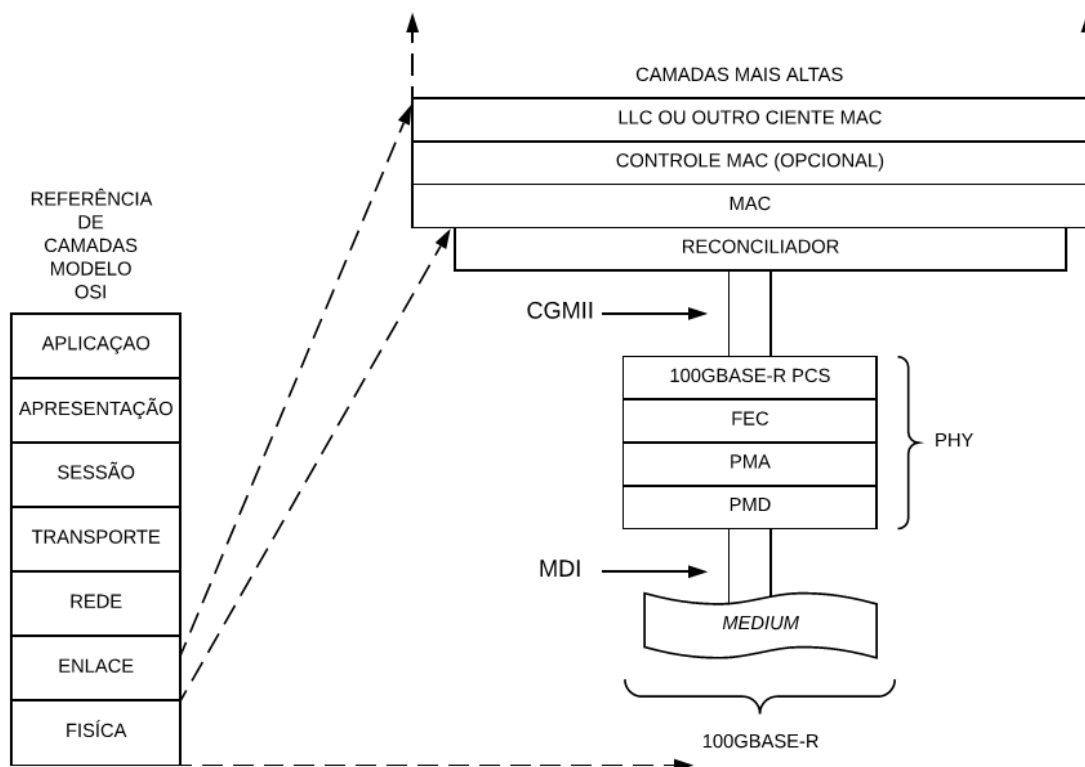 REFERÊNCIA
DE
CAMADAS
MODELO
OSI
APLICAÇAO
APRESENTAÇÃO
SESSÃO
TRANSPORTE
REDE
ENLACE
FISÍCA
CAMADAS MAIS ALTAS
LLC OU OUTRO CIENTE MAC
CONTROLE MAC (OPCIONAL)
MAC
RECONCILIADOR
CGMII
100GBASE-R PCS
FEC
PMA
PMD
PHY
MDI
MEDIUM
100GBASE-R